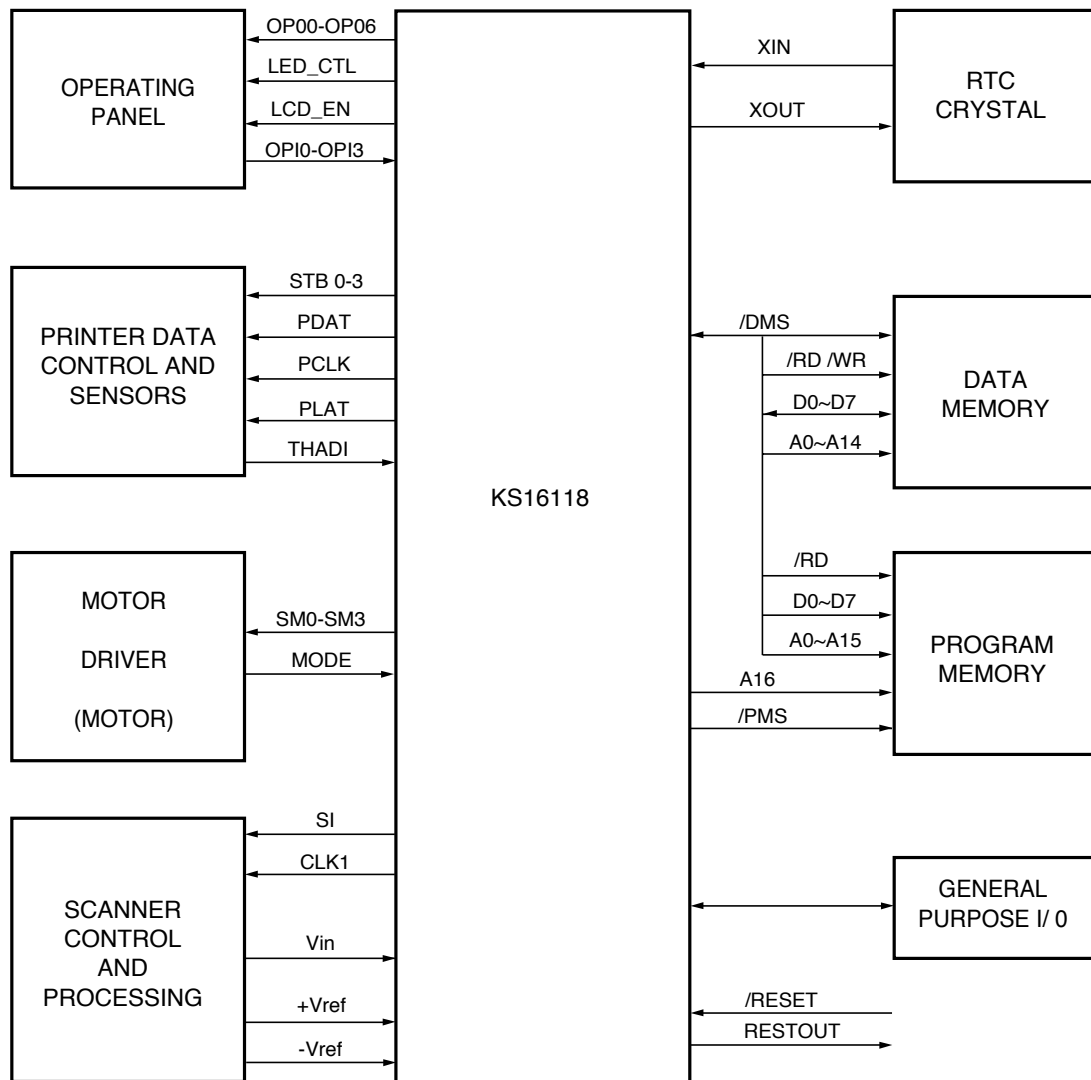 OP00-OP06
LED_CTL
LCD_EN
OPI0-OPI3
OPERATING
PANEL
STB 0-3
PDAT
PCLK
PLAT
THADI
PRINTER DATA
CONTROL AND
SENSORS
MOTOR
DRIVER
(MOTOR)
SM0-SM3
MODE
SI
CLK1
Vin
+Vref
-Vref
SCANNER
CONTROL
AND
PROCESSING
KS16118
XIN
XOUT
RTC
CRYSTAL
/DMS
/RD /WR
D0~D7
A0~A14
DATA
MEMORY
/RD
D0~D7
A0~A15
A16
/PMS
PROGRAM
MEMORY
GENERAL
PURPOSE I/ 0
/RESET
RESTOUT